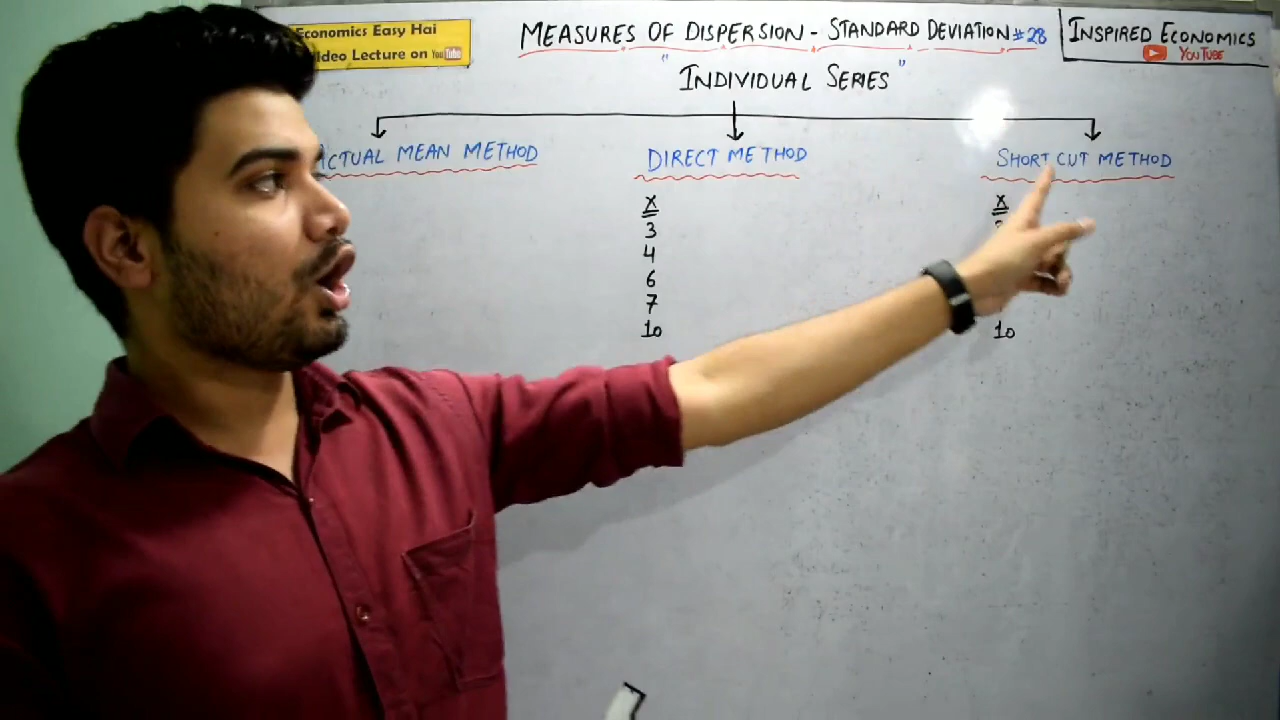 Economics Easy Hai
Video Lecture on YouTube
MEASURES OF DISPERSION - STANDARD DEVIATION #28
INSPIRED ECONOMICS
YOUTUBE
"INDIVIDUAL SERIES"
ACTUAL MEAN METHOD
DIRECT METHOD
SHORT CUT METHOD
X
3
4
6
7
10
X
10